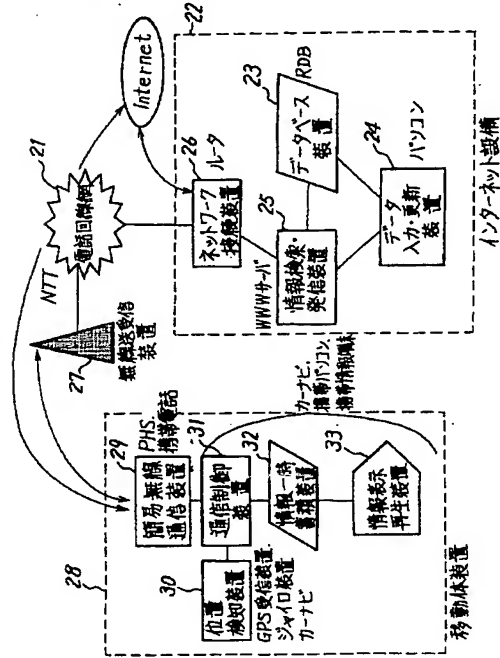 28
29
簡易無線
通信装置
PHS.
携帯電話
30
位置
検知装置
GPS受信装置.
ジャイロ装置
カーナビ
31
通信制御
装置
32
情報一時
蓄積装置
33
情報表示
再生装置
カーナビ.
携帯パソコン.
携帯情報端末
移動体装置
27
無線送受信
装置
NTT
21
電話回線網
Internet
22
26
ネットワーク
接続装置
ルータ
25
WWWサーバ
情報検索・
発信装置
23
データベース
装置
RDB
24
データ
入力・更新
装置
パソコン
インターネット設備